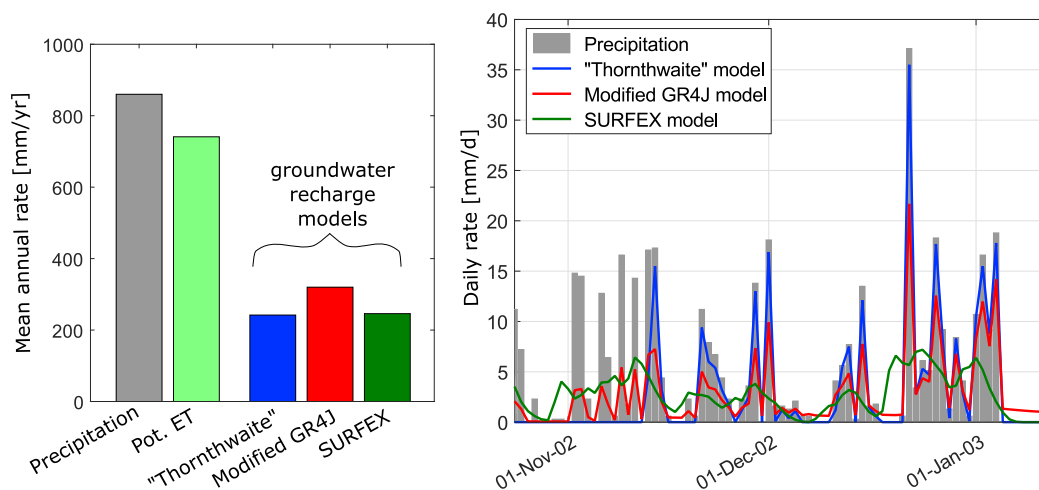 Mean annual rate [mm/yr]
1000
800
600
400
200
0
groundwater
recharge
models
Precipitation
Pot. ET
"Thornthwaite"
Modified GR4J
SURFEX
Daily rate [mm/d]
40
35
30
25
20
15
10
5
0
Precipitation
"Thornthwaite" model
Modified GR4J model
SURFEX model
01-Nov-02
01-Dec-02
01-Jan-03